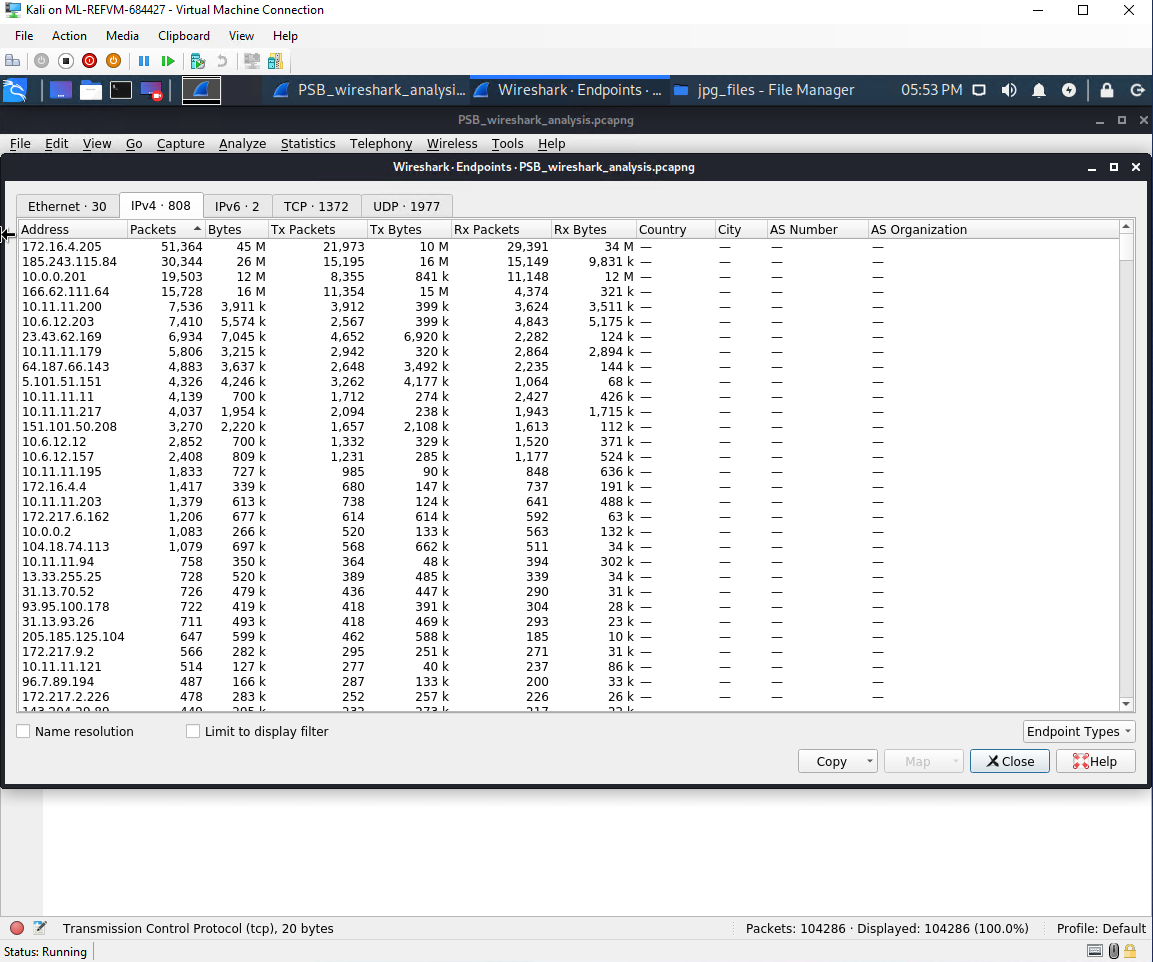 Kali on ML-REFVM-684427 - Virtual Machine Connection
File Action Media Clipboard View Help
PSB_wireshark_analysi... Wireshark · Endpoints · ... jpg_files - File Manager 05:53 PM
PSB_wireshark_analysis.pcapng
File Edit View Go Capture Analyze Statistics Telephony Wireless Tools Help
Wireshark · Endpoints · PSB_wireshark_analysis.pcapng
Ethernet · 30 IPv4 · 808 IPv6 · 2 TCP · 1372 UDP · 1977
Address Packets Bytes Tx Packets Tx Bytes Rx Packets Rx Bytes Country City AS Number AS Organization
172.16.4.205 51,364 45 M 21,973 10 M 29,391 34 M — — — —
185.243.115.84 30,344 26 M 15,195 16 M 15,149 9,831 k — — — —
10.0.0.201 19,503 12 M 8,355 841 k 11,148 12 M — — — —
166.62.111.64 15,728 16 M 11,354 15 M 4,374 321 k — — — —
10.11.11.200 7,536 3,911 k 3,912 399 k 3,624 3,511 k — — — —
10.6.12.203 7,410 5,574 k 2,567 399 k 4,843 5,175 k — — — —
23.43.62.169 6,934 7,045 k 4,652 6,920 k 2,282 124 k — — — —
10.11.11.179 5,806 3,215 k 2,942 320 k 2,864 2,894 k — — — —
64.187.66.143 4,883 3,637 k 2,648 3,492 k 2,235 144 k — — — —
5.101.51.151 4,326 4,246 k 3,262 4,177 k 1,064 68 k — — — —
10.11.11.11 4,139 700 k 1,712 274 k 2,427 426 k — — — —
10.11.11.217 4,037 1,954 k 2,094 238 k 1,943 1,715 k — — — —
151.101.50.208 3,270 2,220 k 1,657 2,108 k 1,613 112 k — — — —
10.6.12.12 2,852 700 k 1,332 329 k 1,520 371 k — — — —
10.6.12.157 2,408 809 k 1,231 285 k 1,177 524 k — — — —
10.11.11.195 1,833 727 k 985 90 k 848 636 k — — — —
172.16.4.4 1,417 339 k 680 147 k 737 191 k — — — —
10.11.11.203 1,379 613 k 738 124 k 641 488 k — — — —
172.217.6.162 1,206 677 k 614 614 k 592 63 k — — — —
10.0.0.2 1,083 266 k 520 133 k 563 132 k — — — —
104.18.74.113 1,079 697 k 568 662 k 511 34 k — — — —
10.11.11.94 758 350 k 364 48 k 394 302 k — — — —
13.33.255.25 728 520 k 389 485 k 339 34 k — — — —
31.13.70.52 726 479 k 436 447 k 290 31 k — — — —
93.95.100.178 722 419 k 418 391 k 304 28 k — — — —
31.13.93.26 711 493 k 418 469 k 293 23 k — — — —
205.185.125.104 647 599 k 462 588 k 185 10 k — — — —
172.217.9.2 566 282 k 295 251 k 271 31 k — — — —
10.11.11.121 514 127 k 277 40 k 237 86 k — — — —
96.7.89.194 487 166 k 287 133 k 200 33 k — — — —
172.217.2.226 478 283 k 252 257 k 226 26 k — — — —
Name resolution Limit to display filter Endpoint Types
Copy Map Close Help
Transmission Control Protocol (tcp), 20 bytes Packets: 104286 · Displayed: 104286 (100.0%) Profile: Default
Status: Running